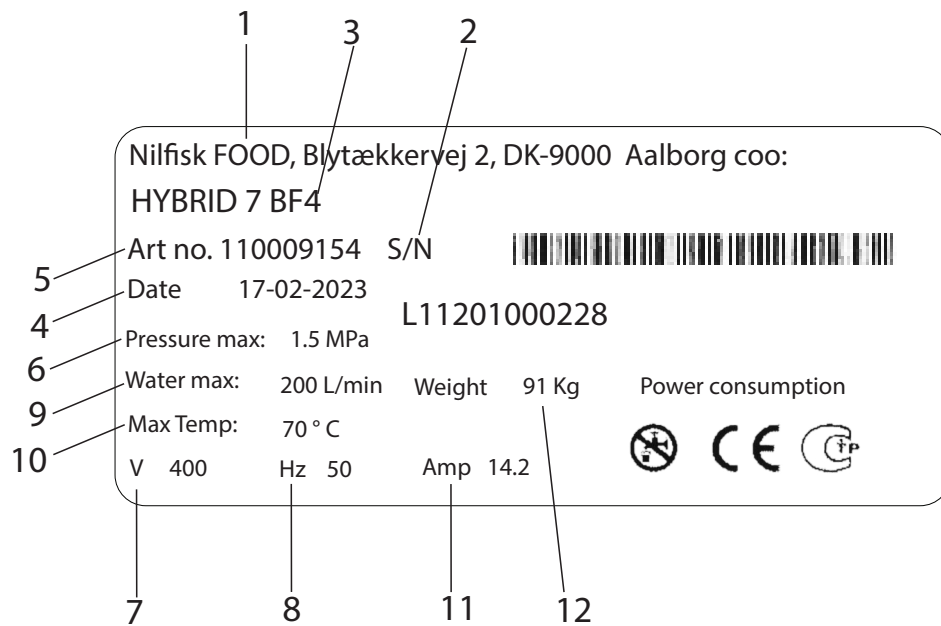 1 3 2
Nilfisk FOOD, Blytækkervej 2, DK-9000 Aalborg coo:
HYBRID 7 BF4
5 Art no. 110009154 S/N
4 Date 17-02-2023
L11201000228
6 Pressure max: 1.5 MPa
9 Water max: 200 L/min Weight 91 Kg Power consumption
10 Max Temp: 70 ° C
V 400 Hz 50 Amp 14.2
CE
C TP
7 8 11 12